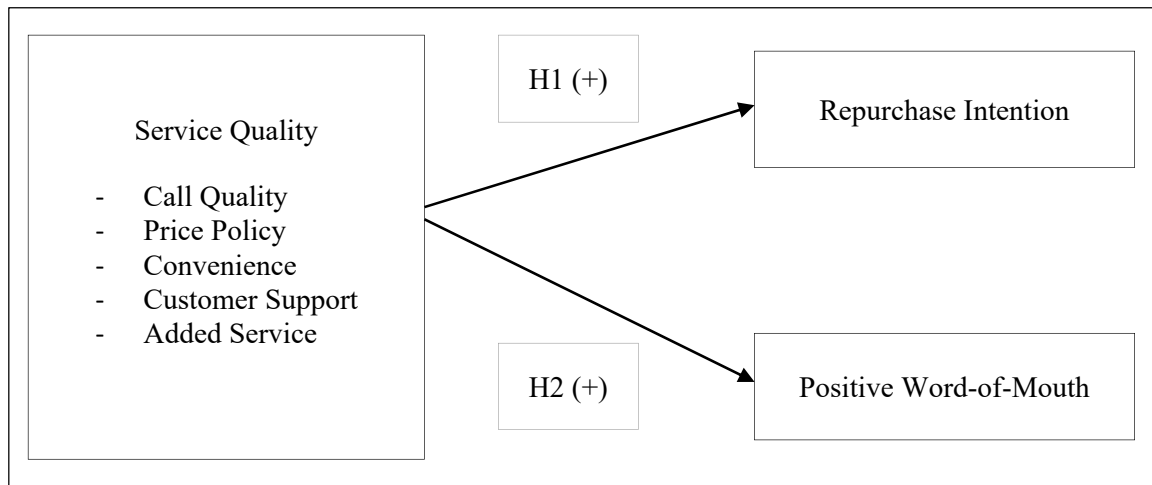 Service Quality
- Call Quality
- Price Policy
- Convenience
- Customer Support
- Added Service
H1 (+)
H2 (+)
Repurchase Intention
Positive Word-of-Mouth